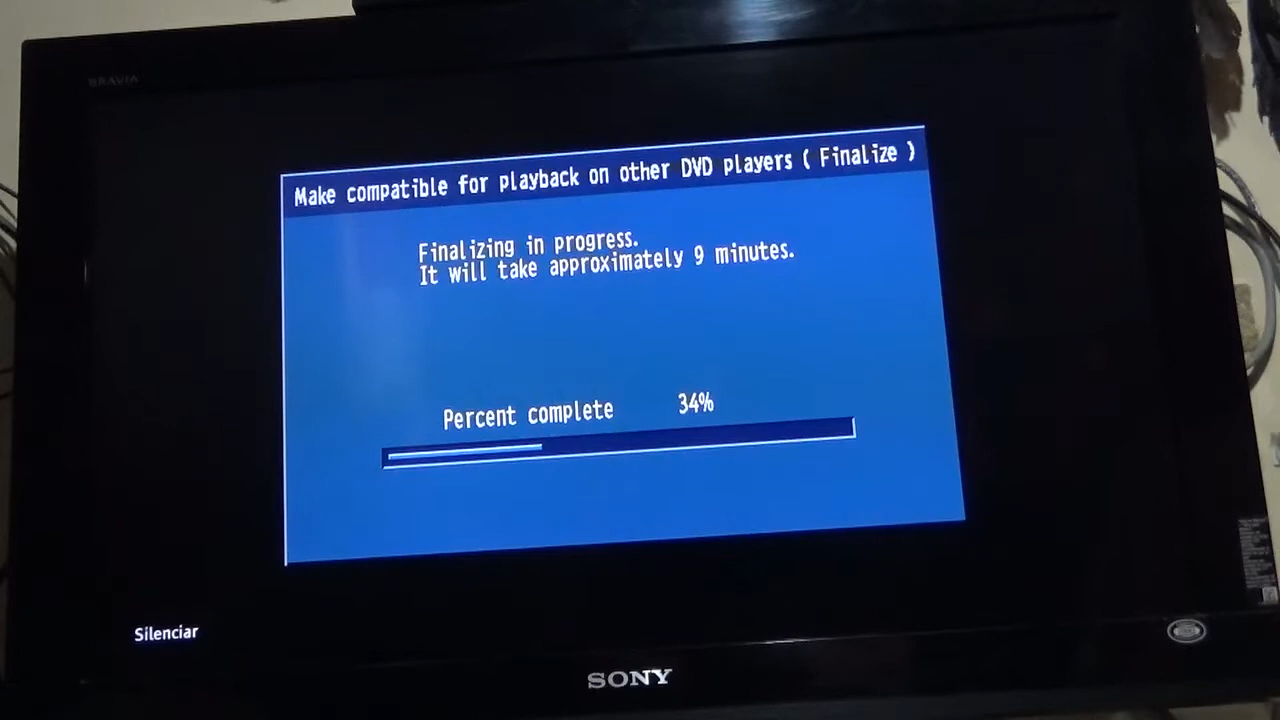 BRAVIA
Make compatible for playback on other DVD players ( Finalize )
Finalizing in progress.
It will take approximately 9 minutes.
Percent complete 34%
Silenciar
SONY